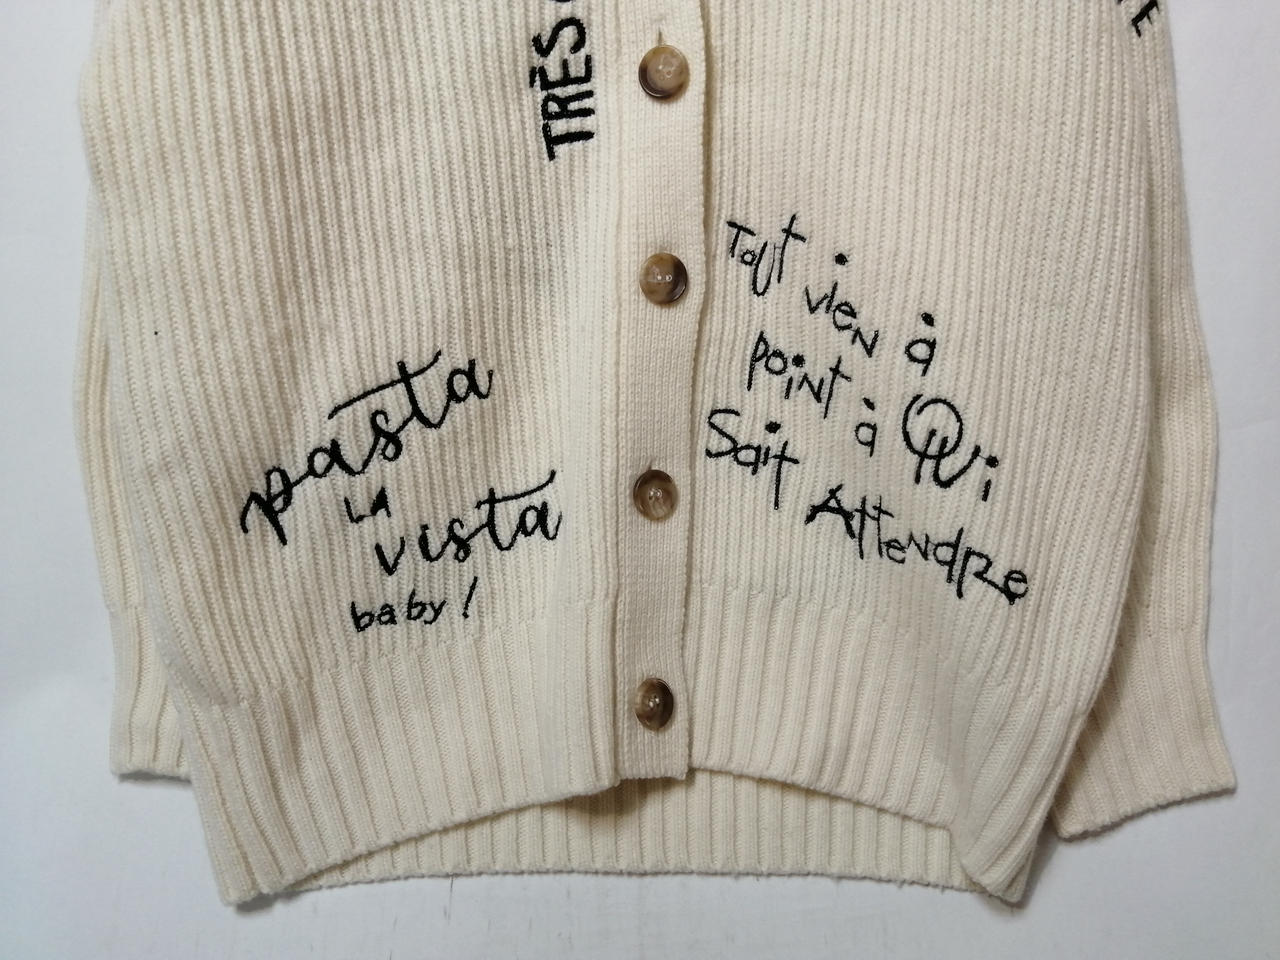 TRÈS
pasta
LA
vista
baby!
Tout vien à
point à Qui
Sait Attendre